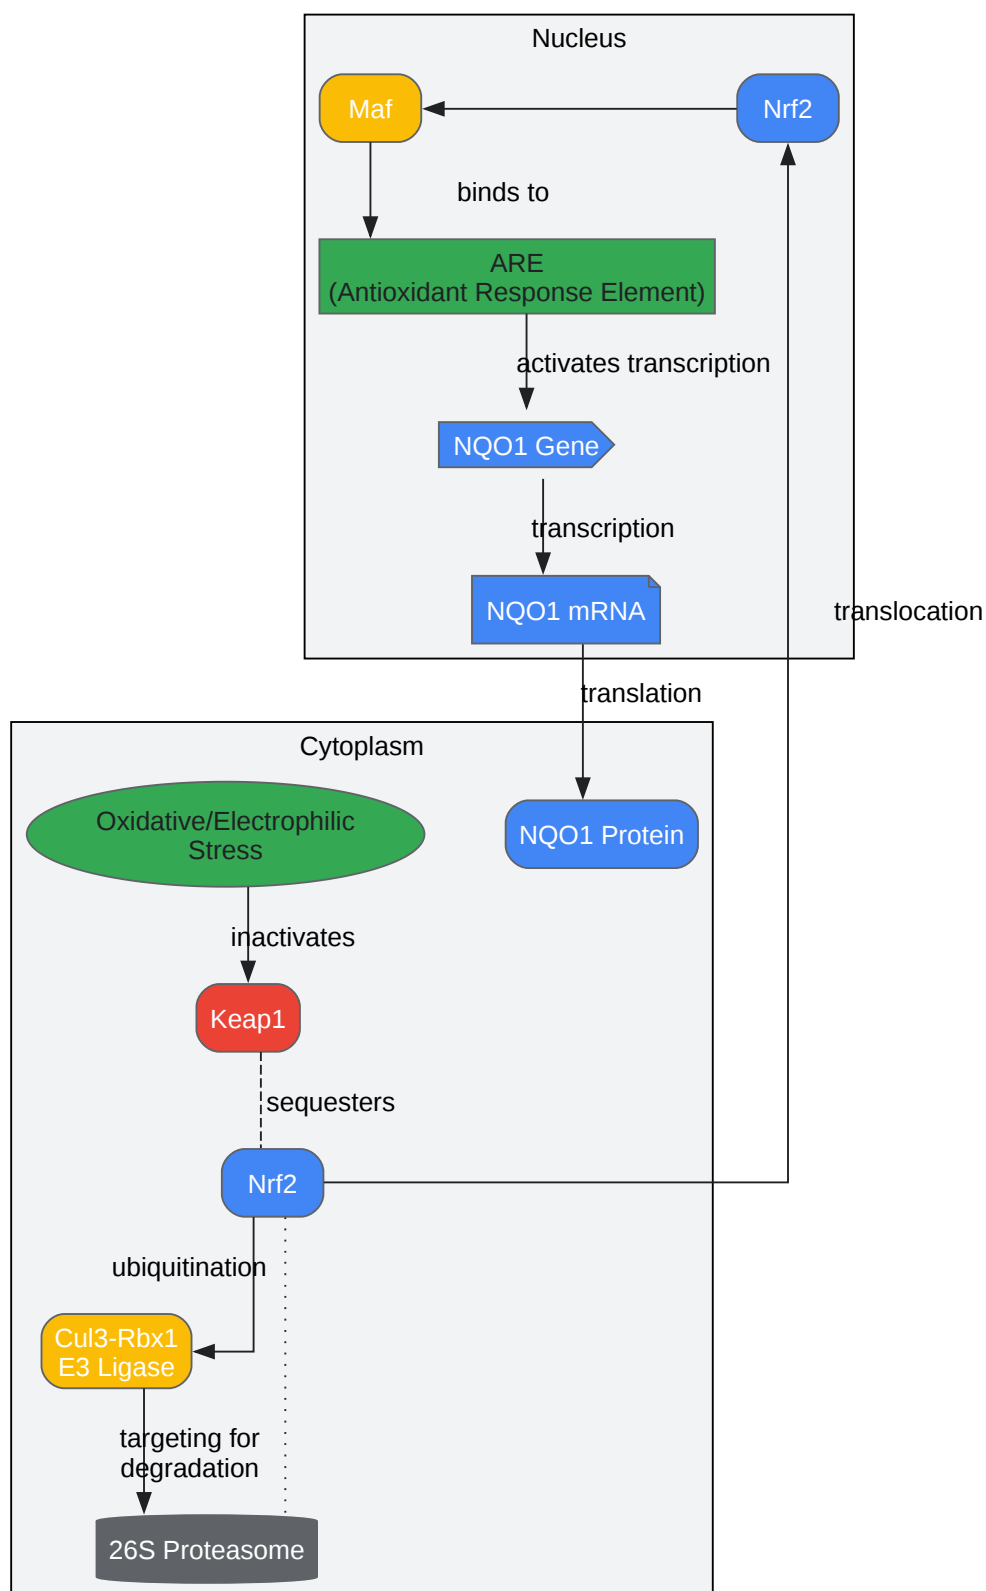 Nucleus
Maf
Nrf2
binds to
ARE
(Antioxidant Response Element)
activates transcription
NQO1 Gene
transcription
NQO1 mRNA
translocation
translation
Cytoplasm
Oxidative/Electrophilic
Stress
NQO1 Protein
inactivates
Keap1
sequesters
Nrf2
ubiquitination
Cul3-Rbx1
E3 Ligase
targeting for
degradation
26S Proteasome